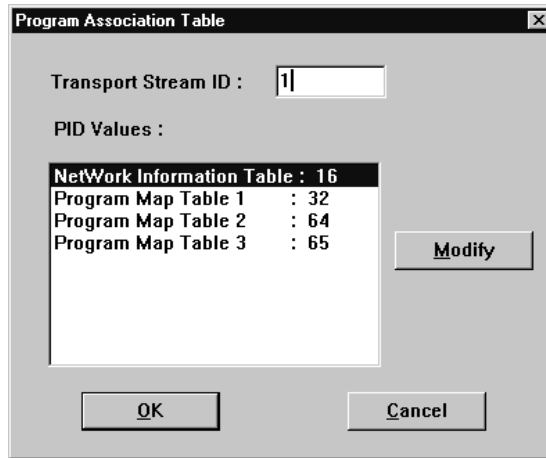 Program Association Table
Transport Stream ID : 1
PID Values :
NetWork Information Table : 16
Program Map Table 1 : 32
Program Map Table 2 : 64
Program Map Table 3 : 65
Modify
OK Cancel